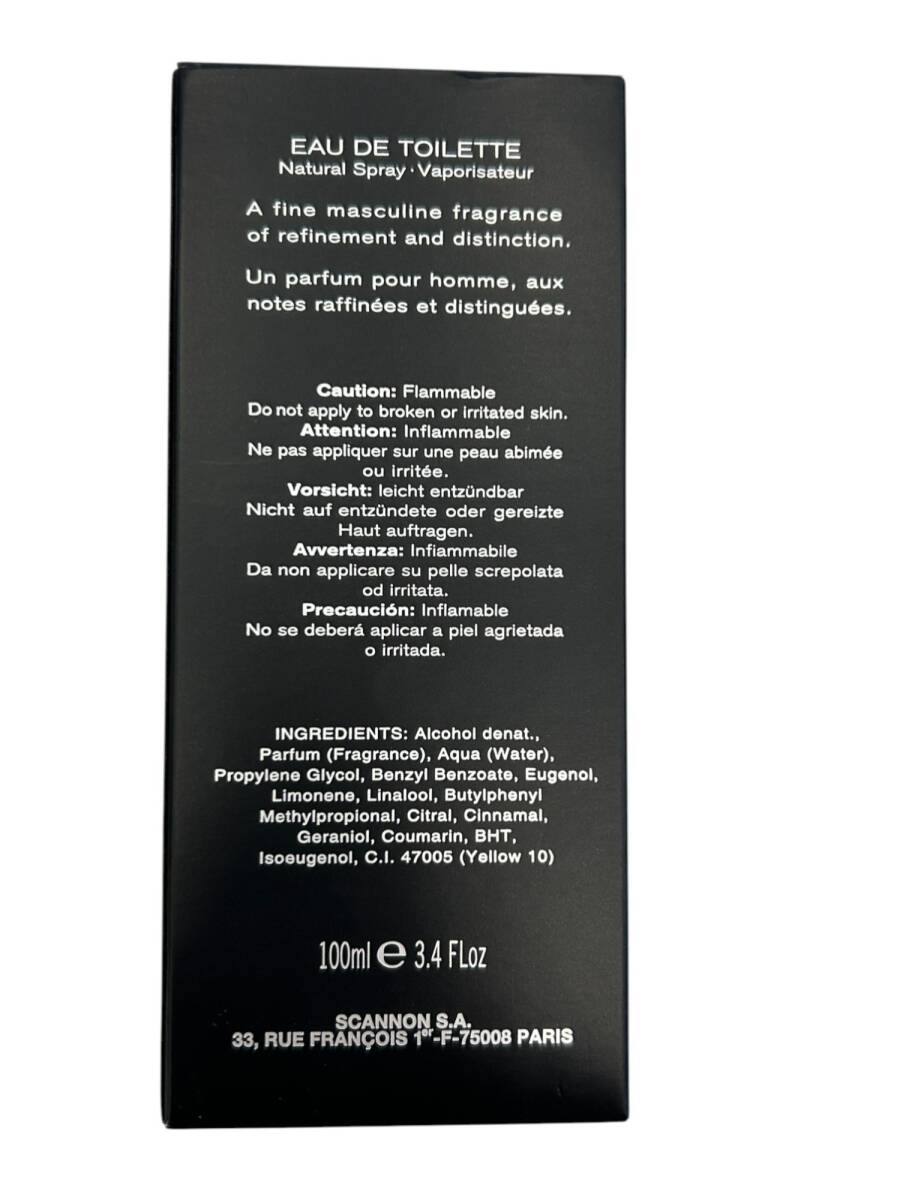 EAU DE TOILETTE
Natural Spray · Vaporisateur
A fine masculine fragrance
of refinement and distinction.
Un parfum pour homme, aux
notes raffinées et distinguées.
Caution: Flammable
Do not apply to broken or irritated skin.
Attention: Inflammable
Ne pas appliquer sur une peau abimée
ou irritée.
Vorsicht: leicht entzündbar
Nicht auf entzündete oder gereizte
Haut auftragen.
Avvertenza: Infiammabile
Da non applicare su pelle screpolata
od irritata.
Precaución: Inflamable
No se deberá aplicar a piel agrietada
o irritada.
INGREDIENTS: Alcohol denat.,
Parfum (Fragrance), Aqua (Water),
Propylene Glycol, Benzyl Benzoate, Eugenol,
Limonene, Linalool, Butylphenyl
Methylpropional, Citral, Cinnamal,
Geraniol, Coumarin, BHT,
Isoeugenol, C.I. 47005 (Yellow 10)
100ml e 3.4 FLoz
SCANNON S.A.
33, RUE FRANÇOIS 1er-F-75008 PARIS